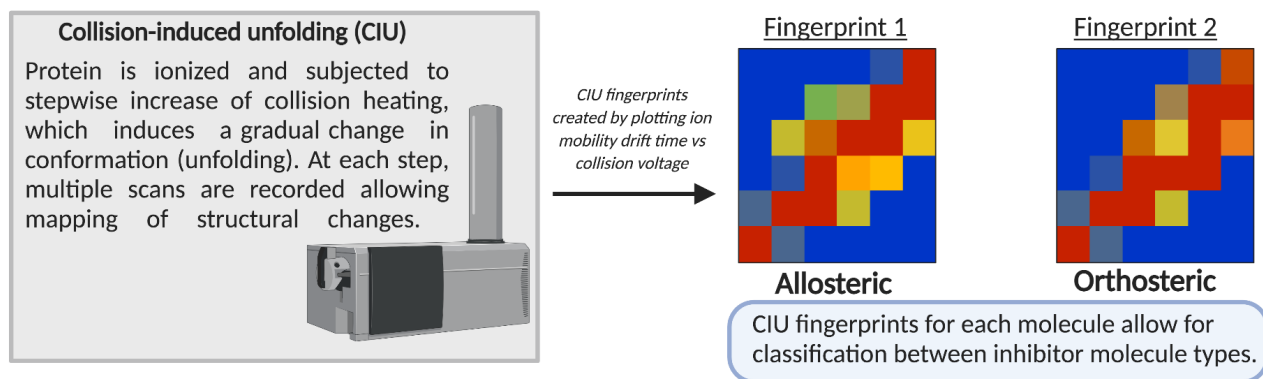 Collision-induced unfolding (CIU)
Protein is ionized and subjected to
stepwise increase of collision heating,
which induces a gradual change in
conformation (unfolding). At each step,
multiple scans are recorded allowing
mapping of structural changes.
CIU fingerprints
created by plotting ion
mobility drift time vs
collision voltage
Fingerprint 1
Fingerprint 2
Allosteric
Orthosteric
CIU fingerprints for each molecule allow for
classification between inhibitor molecule types.